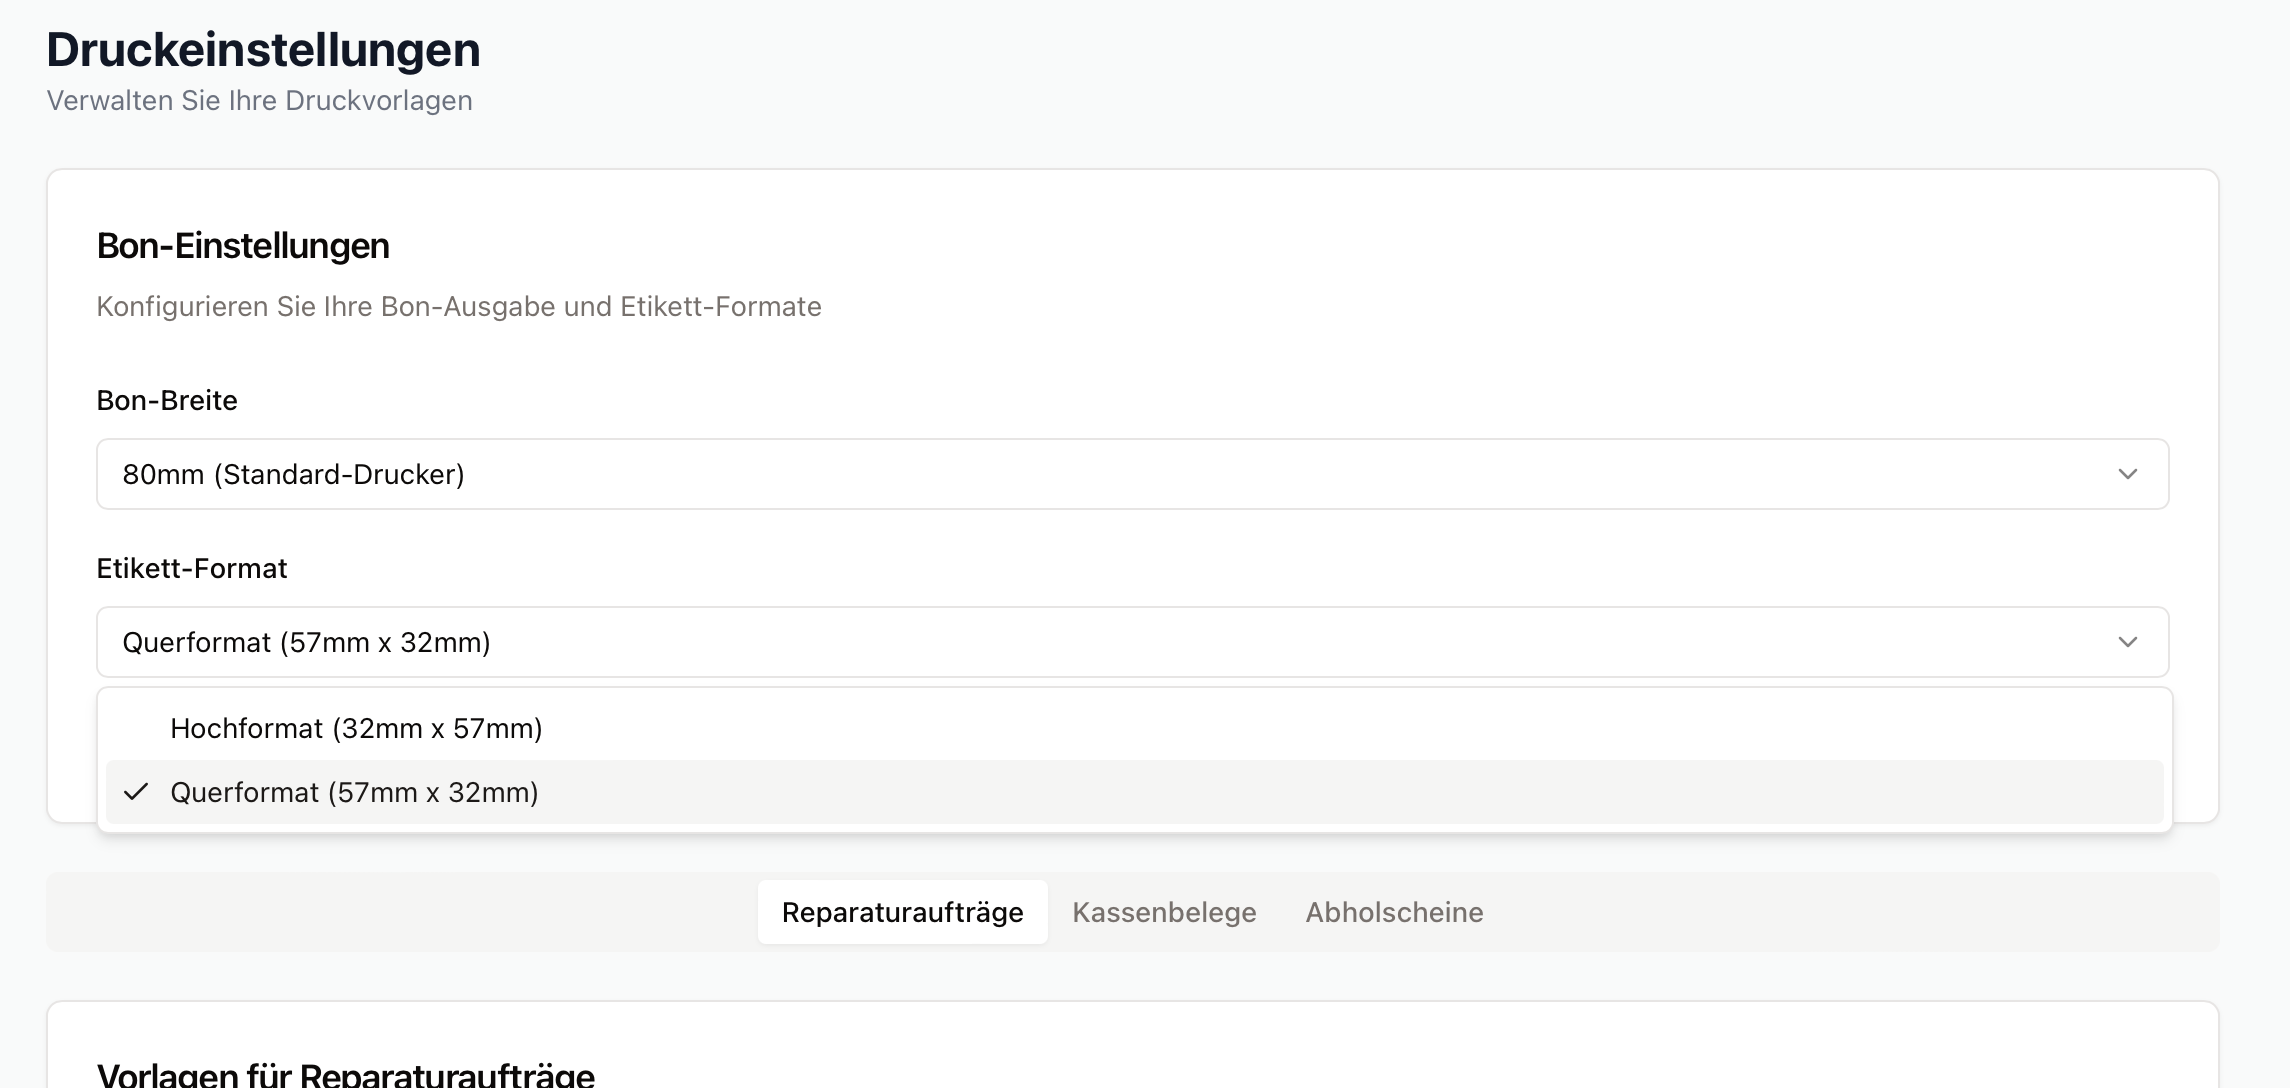 Druckeinstellungen
Verwalten Sie Ihre Druckvorlagen
Bon-Einstellungen
Konfigurieren Sie Ihre Bon-Ausgabe und Etikett-Formate
Bon-Breite
80mm (Standard-Drucker)
Etikett-Format
Querformat (57mm x 32mm)
Hochformat (32mm x 57mm)
Querformat (57mm x 32mm)
Reparaturaufträge Kassenbelege Abholscheine
Vorlagen für Reparaturaufträge